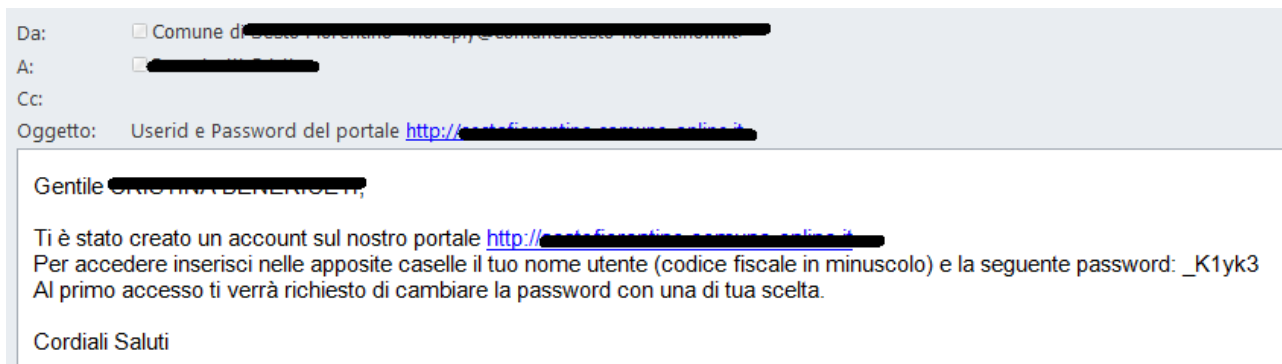 Da: Comune di
A:
Cc:
Oggetto: Userid e Password del portale http://
Gentile
Ti è stato creato un account sul nostro portale http://
Per accedere inserisci nelle apposite caselle il tuo nome utente (codice fiscale in minuscolo) e la seguente password: _K1yk3
Al primo accesso ti verrà richiesto di cambiare la password con una di tua scelta.
Cordiali Saluti